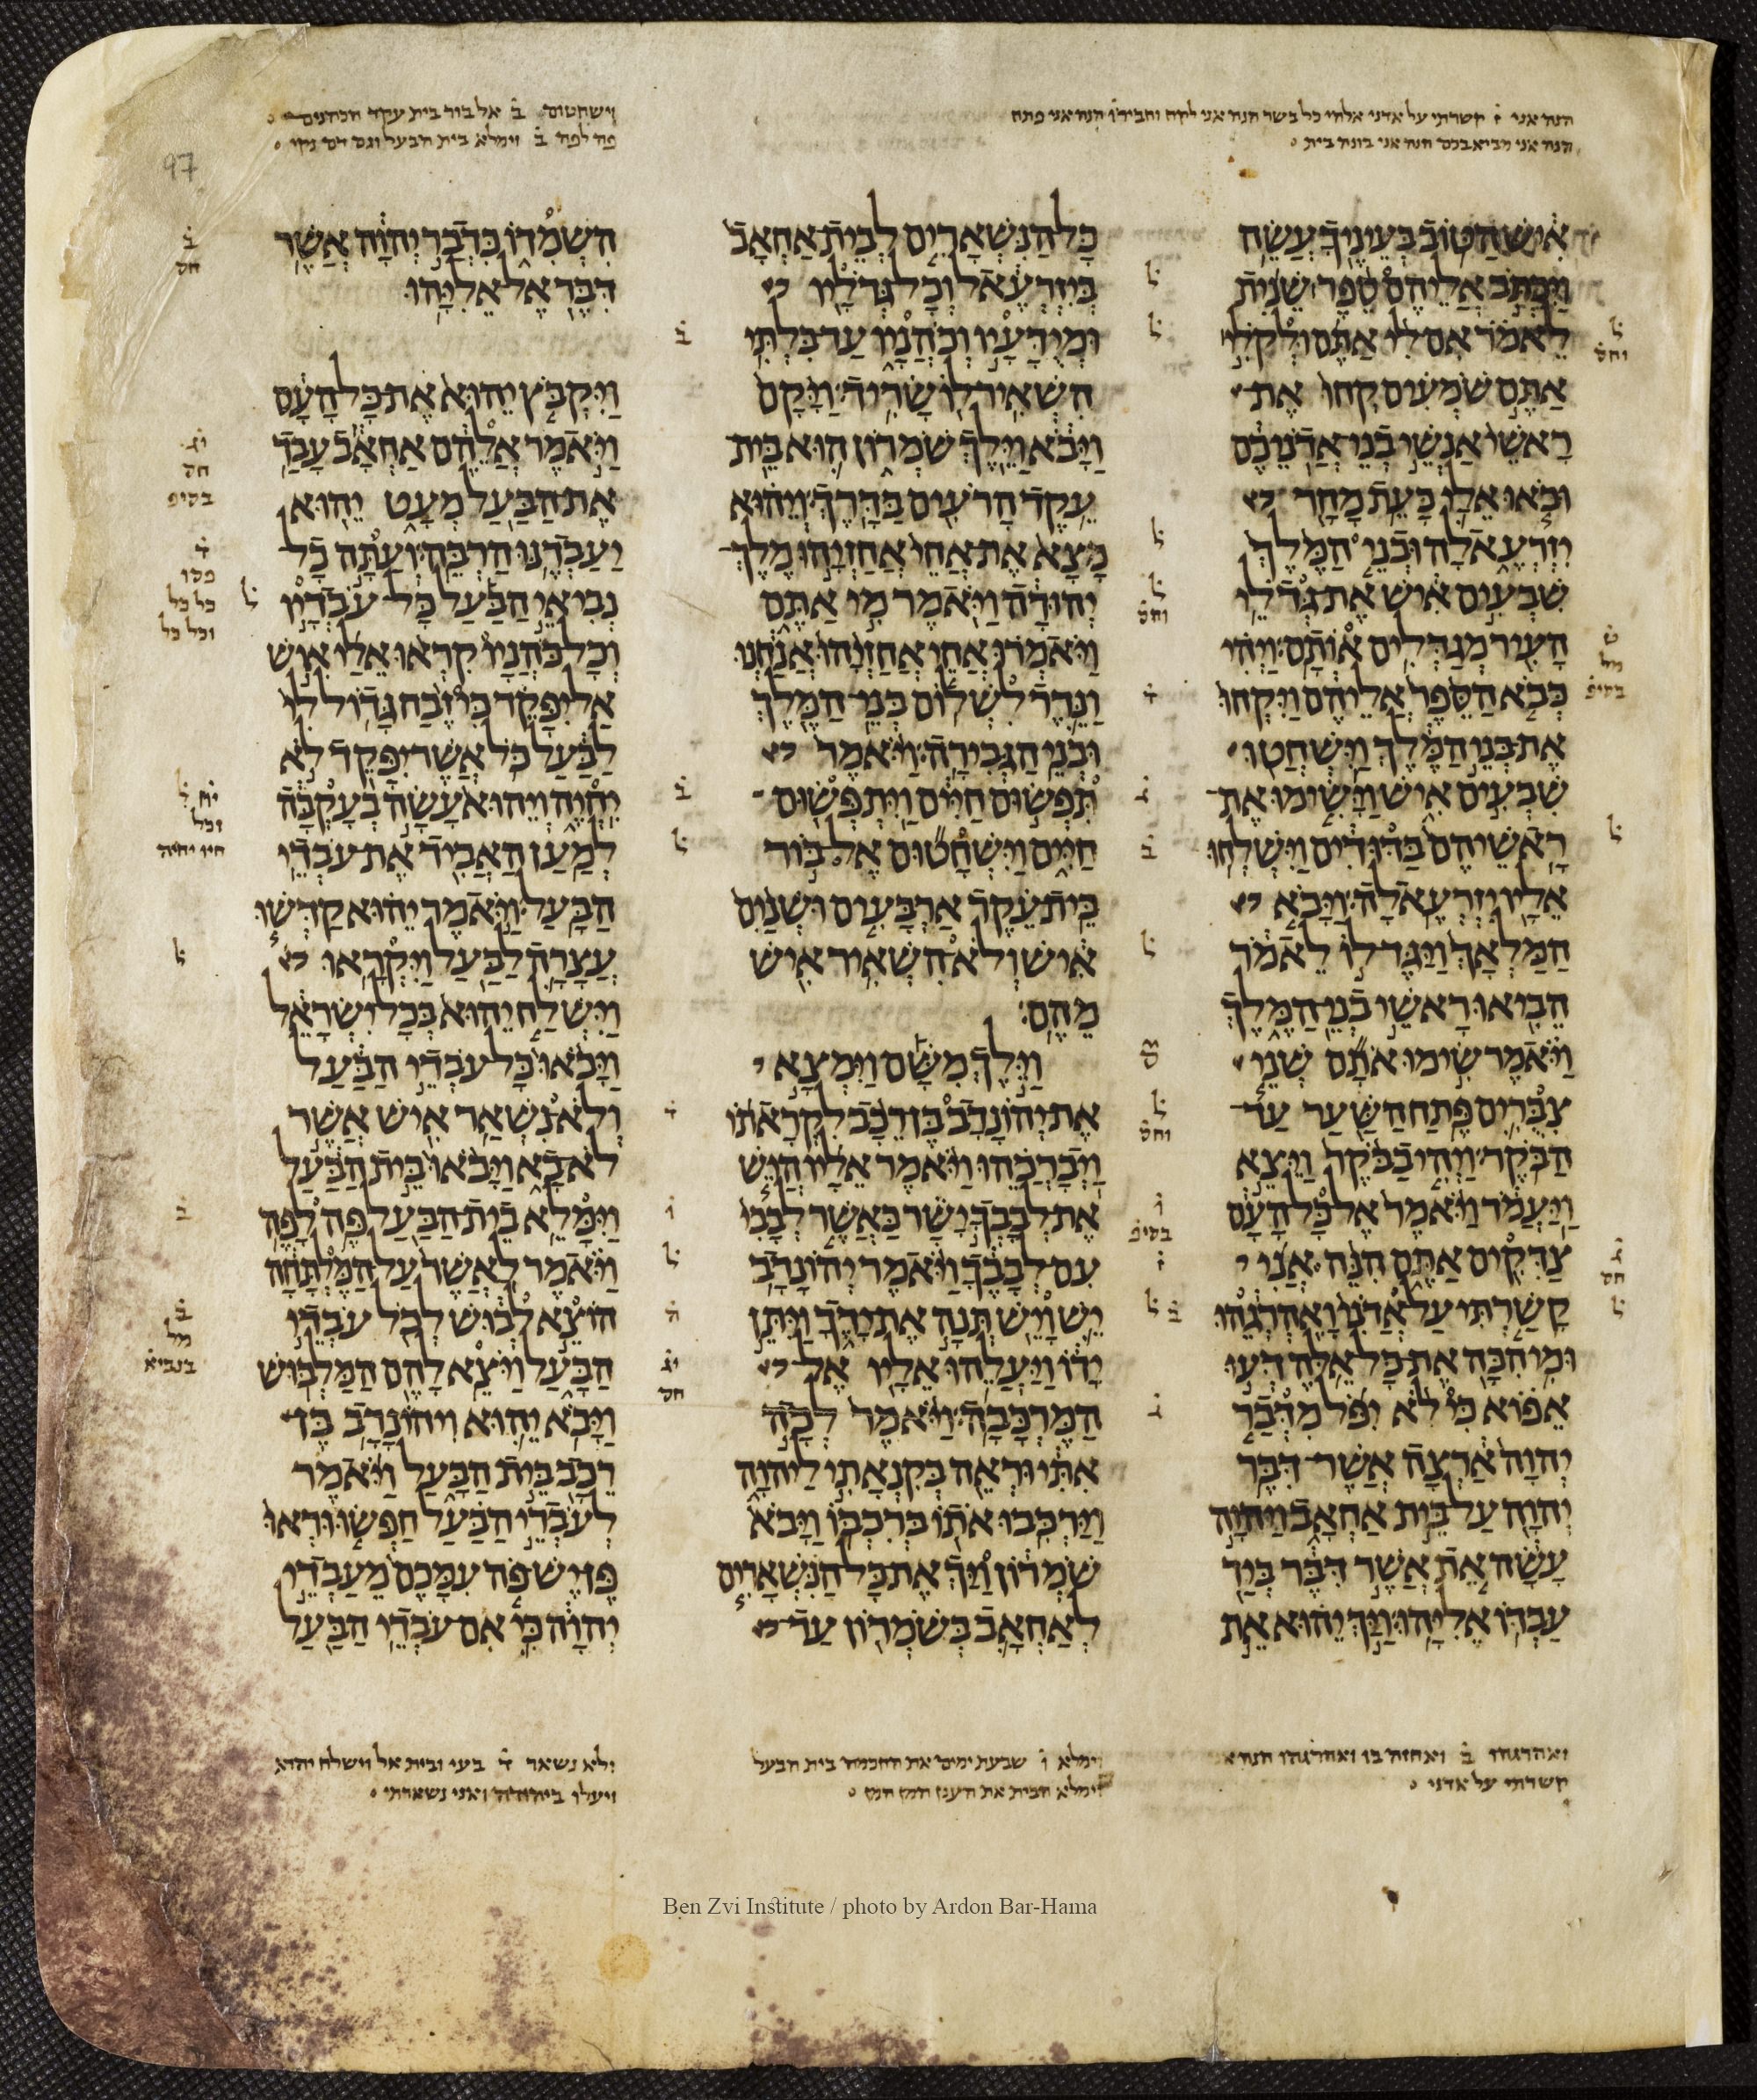 הנה אני ז קשרתי על אדני אלהי כל בשר הנה אני לקח וחבירו הנה אני פתח
הנה אני מביא בכם הנה אני בונה בית
וישחטום ב אל בור בית עקד הכהנים
פה לפה ב וימלא בית הבעל וגם דם נקי
97
איש הטוב בעיניך עשה
ויכתב אליהם ספר שנית
לאמר אם לי אתם ולקלי
אתם שמעים קחו את
ראשי אנשי בני אדניכם
ובאו אלי כעת מחר
יזרעאלה ובני המלך
שבעים איש את גדלי
העיר מגדלים אותם ויהי
כבא הספר אליהם ויקחו
את בני המלך וישחטו
שבעים איש וישימו את
ראשיהם בדודים וישלחו
אליו יזרעאלה ויבא
המלאך ויגד לו לאמר
הביאו ראשי בני המלך
ויאמר שימו אתם שני
צברים פתח השער עד
הבקר ויהי בבקר ויצא
ויעמד ויאמר אל כל העם
צדקים אתם הנה אני
קשרתי על אדני ואהרגהו
ומי הכה את כל אלה דעו
אפוא כי לא יפל מדבר
יהוה ארצה אשר דבר
יהוה על בית אחאב ויהוה
עשה את אשר דבר ביד
עבדו אליהו ויך יהוא את
כל הנשארים לבית אחאב
ביזרעאל וכל גדליו
ומידעיו וכהניו עד בלתי
השאיר לו שריד ויקם
ויבא וילך שמרון הוא בית
עקד הרעים בדרך ויהוא
מצא את אחי אחזיהו מלך
יהודה ויאמר מי אתם
ויאמרו אחי אחזיהו אנחנו
ונרד לשלום בני המלך
ובני הגבירה ויאמר
תפשום חיים ויתפשום
חיים וישחטום אל בור
בית עקד ארבעים ושנים
איש ולא השאיר איש
מהם
וילך משם וימצא
את יהונדב בן רכב לקראתו
ויברכהו ויאמר אליו היש
את לבבך ישר כאשר לבבי
עם לבבך ויאמר יהונדב
יש ויש תנה את ידך ויתן
ידו ויעלהו אליו אל
המרכבה ויאמר לכה
אתי וראה בקנאתי ליהוה
וירכבו אתו ברכבו ויבא
שמרון ויך את כל הנשארים
לאחאב בשמרון עד
השמדו כדבר יהוה אשר
דבר אל אליהו
ויקבץ יהוא את כל העם
ויאמר אלהם אחאב עבד
את הבעל מעט יהוא
יעבדנו הרבה ועתה כל
נביאי הבעל כל עבדיו
וכל כהניו קראו אלי איש
אל יפקד כי זבח גדול לי
לבעל כל אשר יפקד לא
יחיה ויהוא עשה בעקבה
למען האביד את עבדי
הבעל ויאמר יהוא קדשו
עצרה לבעל ויקראו
וישלח יהוא בכל ישראל
ויבאו כל עבדי הבעל
ולא נשאר איש אשר
לא בא ויבאו בית הבעל
וימלא בית הבעל פה לפה
ויאמר לאשר על המלתחה
הוצא לבוש לכל עבדי
הבעל ויצא להם המלבוש
ויבא יהוא ויהונדב בן
רכב בית הבעל ויאמר
לעבדי הבעל חפשו וראו
פן יש פה עמכם מעבדי
יהוה כי אם עבדי הבעל
ואהרגהו ב ואחזה בו ואהרגהו הנה אני
קשרתי על אדני
וימלא ו שבעת ימים את החכמה בית הבעל
ולא נשאר ד בעי ובית אל וישלח יהוא
Ben Zvi Institute / photo by Ardon Bar-Hama